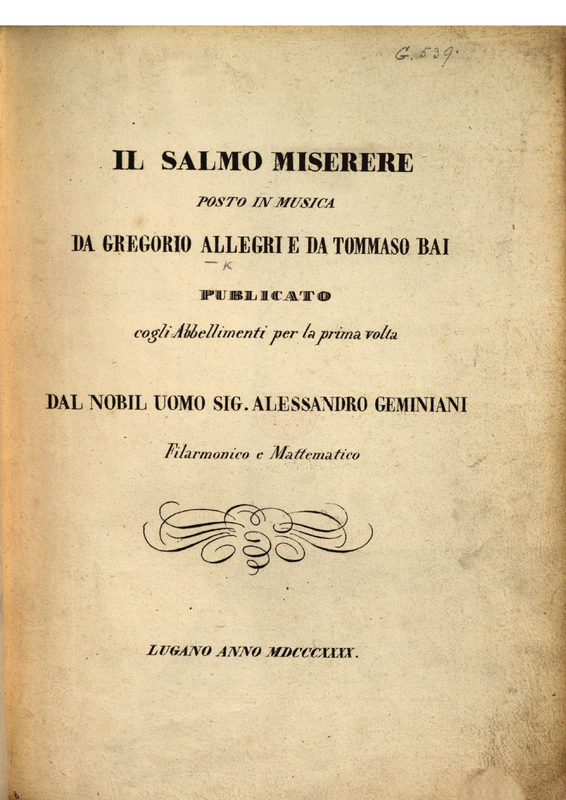 G. 539.
IL SALMO MISERERE
POSTO IN MUSICA
DA GREGORIO ALLEGRI E DA TOMMASO BAI
K
PUBLICATO
cogli Abbellimenti per la prima volta
DAL NOBIL UOMO SIG. ALESSANDRO GEMINIANI
Filarmonico e Mattematico
LUGANO ANNO MDCCCXXXX.